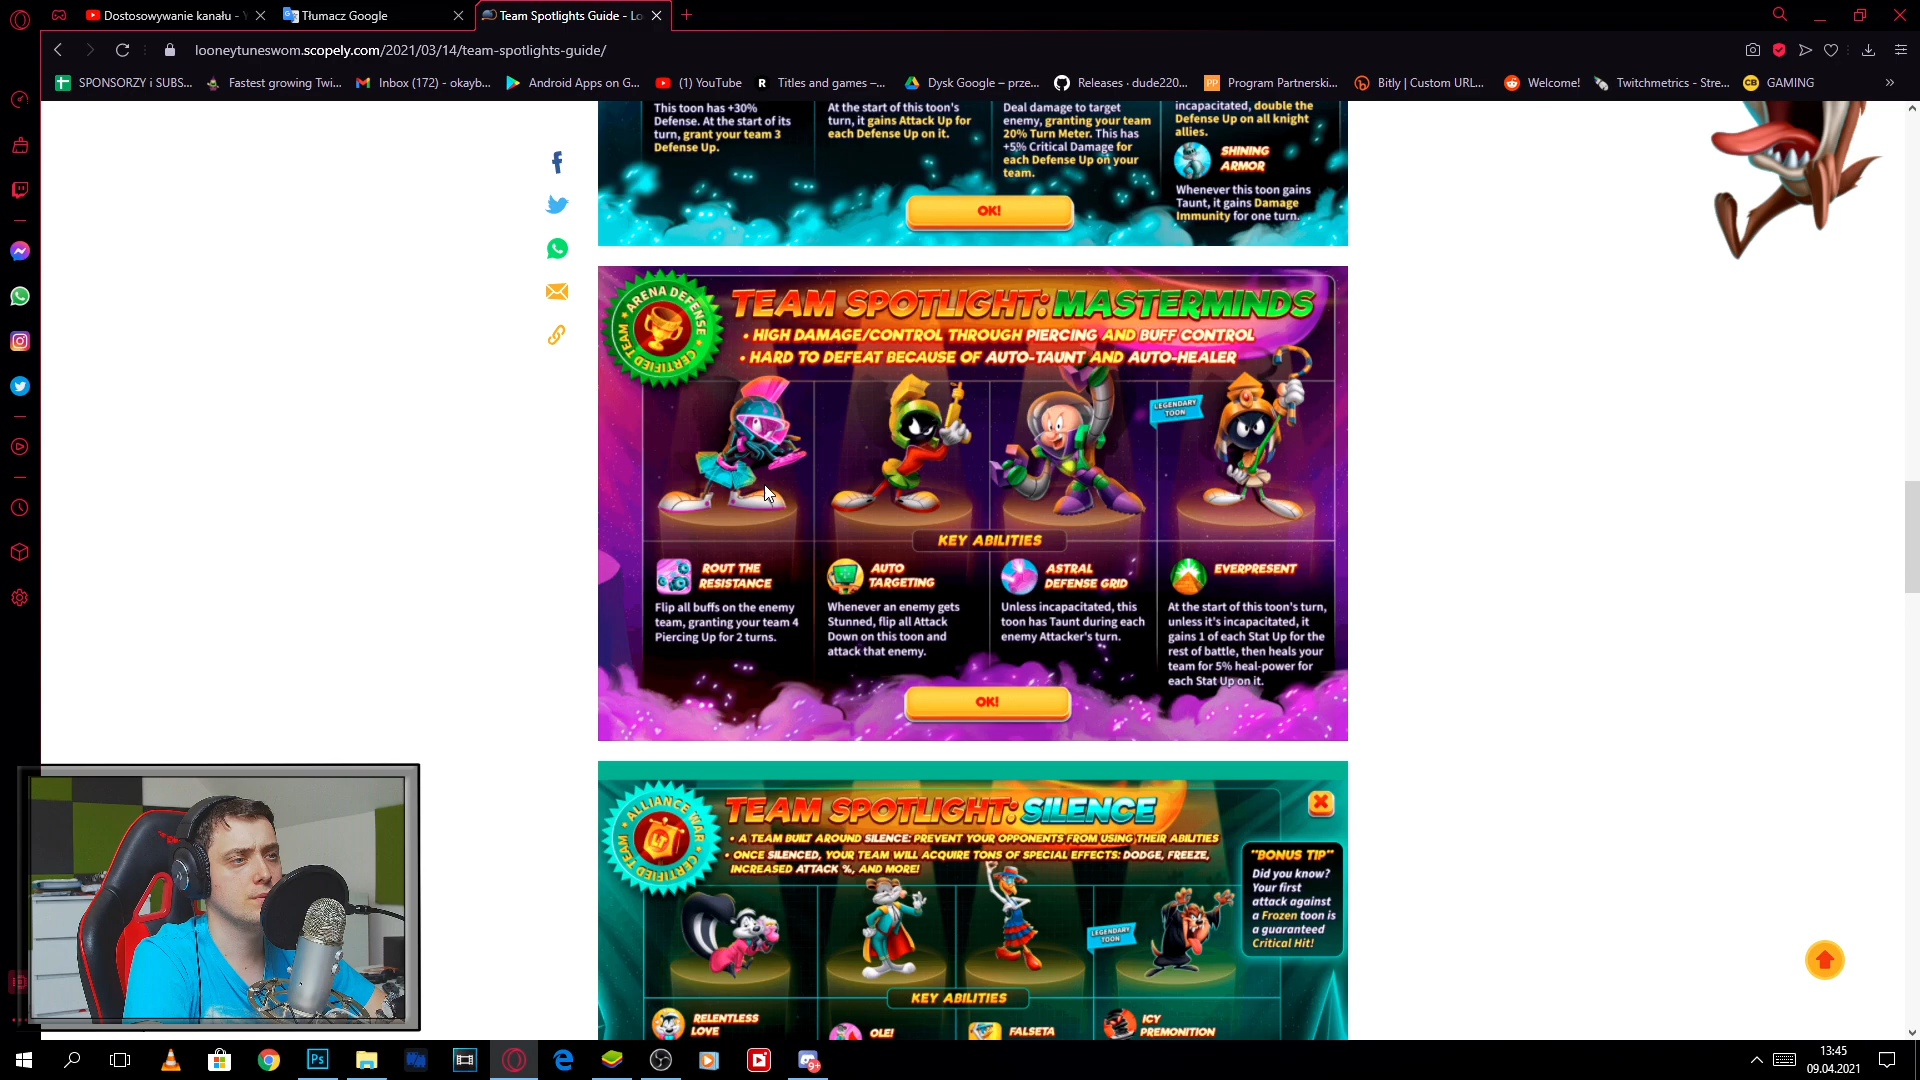 Dostosowywanie kanału - Y
Tłumacz Google
Team Spotlights Guide - Lo
looneytuneswom.scopely.com/2021/03/14/team-spotlights-guide/
SPONSORZY i SUBS...
Fastest growing Twi...
Inbox (172) - okayb...
Android Apps on G...
(1) YouTube
R
Titles and games –...
Dysk Google – prze...
Releases · dude220...
PP
Program Partnerski...
Bitly | Custom URL...
Welcome!
Twitchmetrics - Stre...
CB
GAMING
This toon has +30%
Defense. At the start of its
turn, grant your team 3
Defense Up.
At the start of this toon's
turn, it gains Attack Up for
each Defense Up on it.
Deal damage to target
enemy, granting your team
20% Turn Meter. This has
+5% Critical Damage for
each Defense Up on your
team.
incapacitated, double the
Defense Up on all knight
allies.
SHINING
ARMOR
Whenever this toon gains
Taunt, it gains Damage
Immunity for one turn.
OK!
ARENA DEFENSE
CERTIFIED TEAM
TEAM SPOTLIGHT: MASTERMINDS
• HIGH DAMAGE/CONTROL THROUGH PIERCING AND BUFF CONTROL
• HARD TO DEFEAT BECAUSE OF AUTO-TAUNT AND AUTO-HEALER
LEGENDARY
TOON
KEY ABILITIES
ROUT THE
RESISTANCE
Flip all buffs on the enemy
team, granting your team 4
Piercing Up for 2 turns.
AUTO
TARGETING
Whenever an enemy gets
Stunned, flip all Attack
Down on this toon and
attack that enemy.
ASTRAL
DEFENSE GRID
Unless incapacitated, this
toon has Taunt during each
enemy Attacker's turn.
EVERPRESENT
At the start of this toon's turn,
unless it's incapacitated, it
gains 1 of each Stat Up for the
rest of battle, then heals your
team for 5% heal-power for
each Stat Up on it.
OK!
ALLIANCE WAR
CERTIFIED TEAM
TEAM SPOTLIGHT: SILENCE
• A TEAM BUILT AROUND SILENCE: PREVENT YOUR OPPONENTS FROM USING THEIR ABILITIES
• ONCE SILENCED, YOUR TEAM WILL ACQUIRE TONS OF SPECIAL EFFECTS: DODGE, FREEZE,
INCREASED ATTACK %, AND MORE!
"BONUS TIP"
Did you know?
Your first
attack against
a Frozen toon is
a guaranteed
Critical Hit!
LEGENDARY
TOON
KEY ABILITIES
RELENTLESS
LOVE
OLE!
FALSETA
ICY
PREMONITION
Ps
9+
13:45
09.04.2021